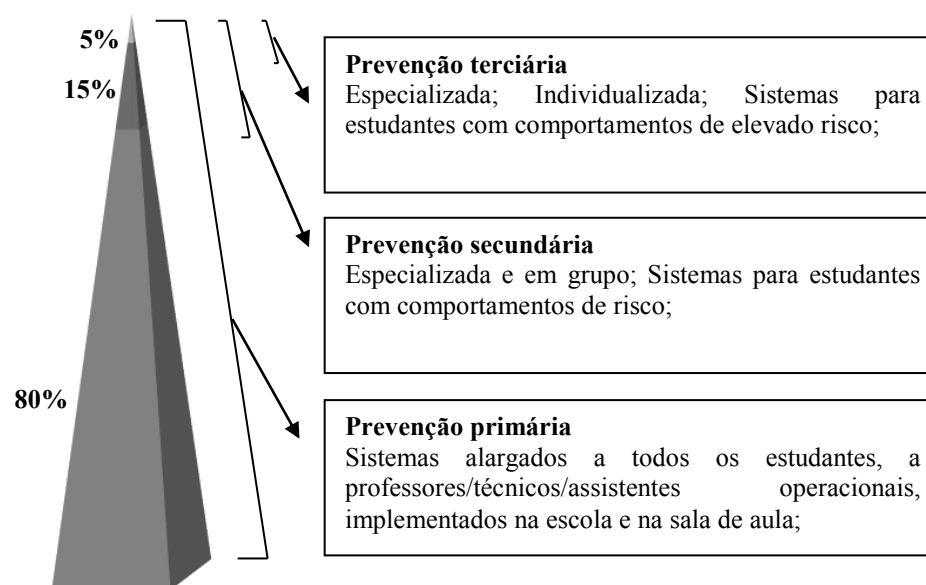 5%
15%
80%
Prevenção terciária
Especializada; Individualizada; Sistemas para
estudantes com comportamentos de elevado risco;
Prevenção secundária
Especializada e em grupo; Sistemas para estudantes
com comportamentos de risco;
Prevenção primária
Sistemas alargados a todos os estudantes, a
professores/técnicos/assistentes operacionais,
implementados na escola e na sala de aula;